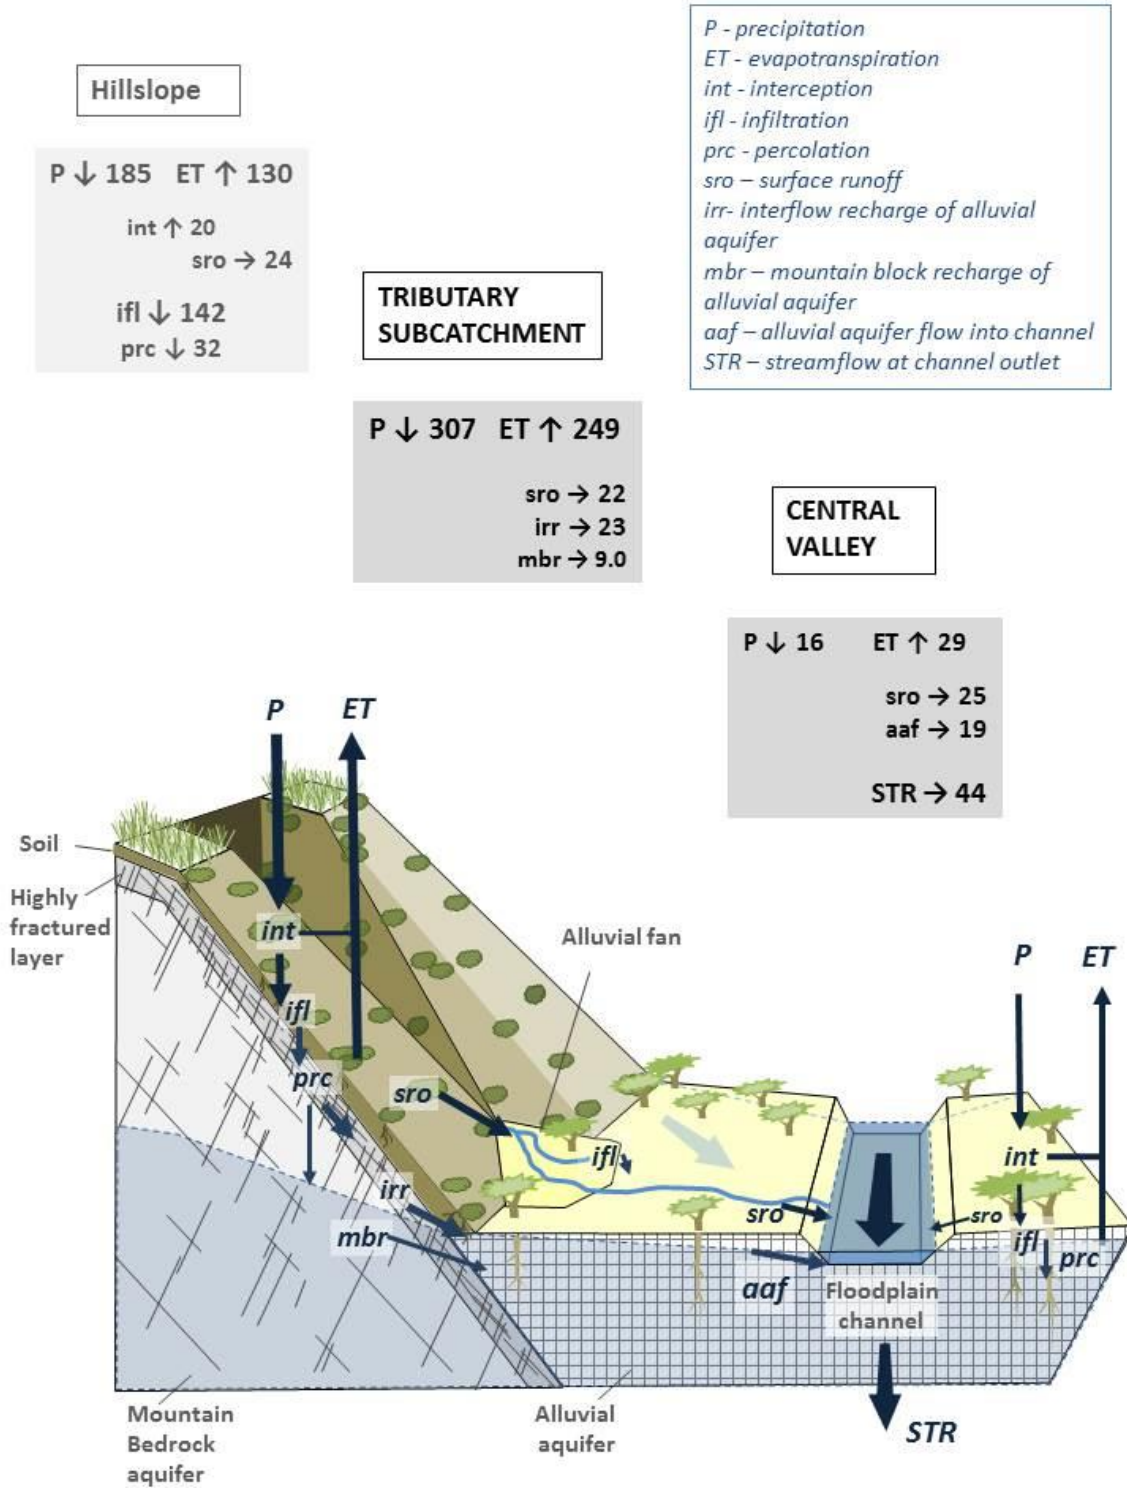 P - precipitation
ET - evapotranspiration
int - interception
ifl - infiltration
prc - percolation
sro – surface runoff
irr- interflow recharge of alluvial
aquifer
mbr – mountain block recharge of
alluvial aquifer
aaf – alluvial aquifer flow into channel
STR – streamflow at channel outlet
Hillslope
P ↓ 185 ET ↑ 130
int ↑ 20
sro → 24
ifl ↓ 142
prc ↓ 32
TRIBUTARY
SUBCATCHMENT
P ↓ 307 ET ↑ 249
sro → 22
irr → 23
mbr → 9.0
CENTRAL
VALLEY
P ↓ 16 ET ↑ 29
sro → 25
aaf → 19
STR → 44
P ET
Soil
Highly
fractured
layer
int
Alluvial fan
P ET
ifl
prc
sro
ifl
int
irr
sro
sro
mbr
ifl
prc
aaf
Floodplain
channel
Mountain
Bedrock
aquifer
Alluvial
aquifer
STR